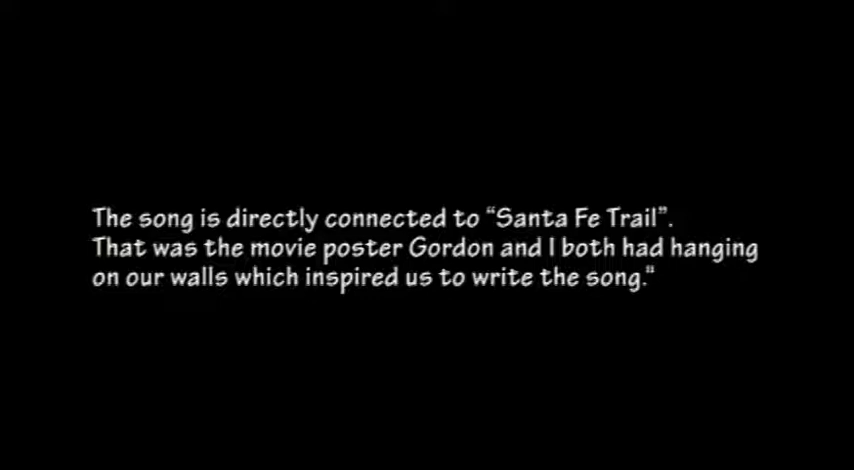 The song is directly connected to “Santa Fe Trail”.
That was the movie poster Gordon and I both had hanging
on our walls which inspired us to write the song."